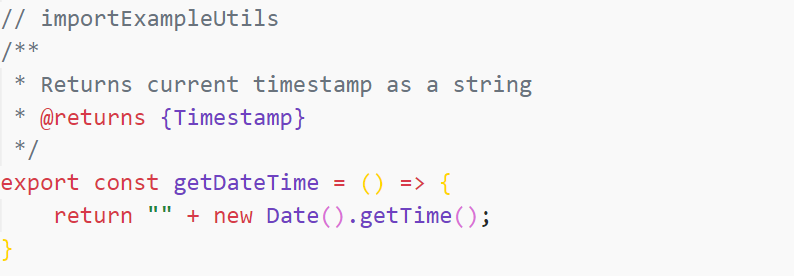 // importExampleUtils
/**
 * Returns current timestamp as a string
 * @returns {Timestamp}
 */
export const getDateTime = () => {
    return "" + new Date().getTime();
}